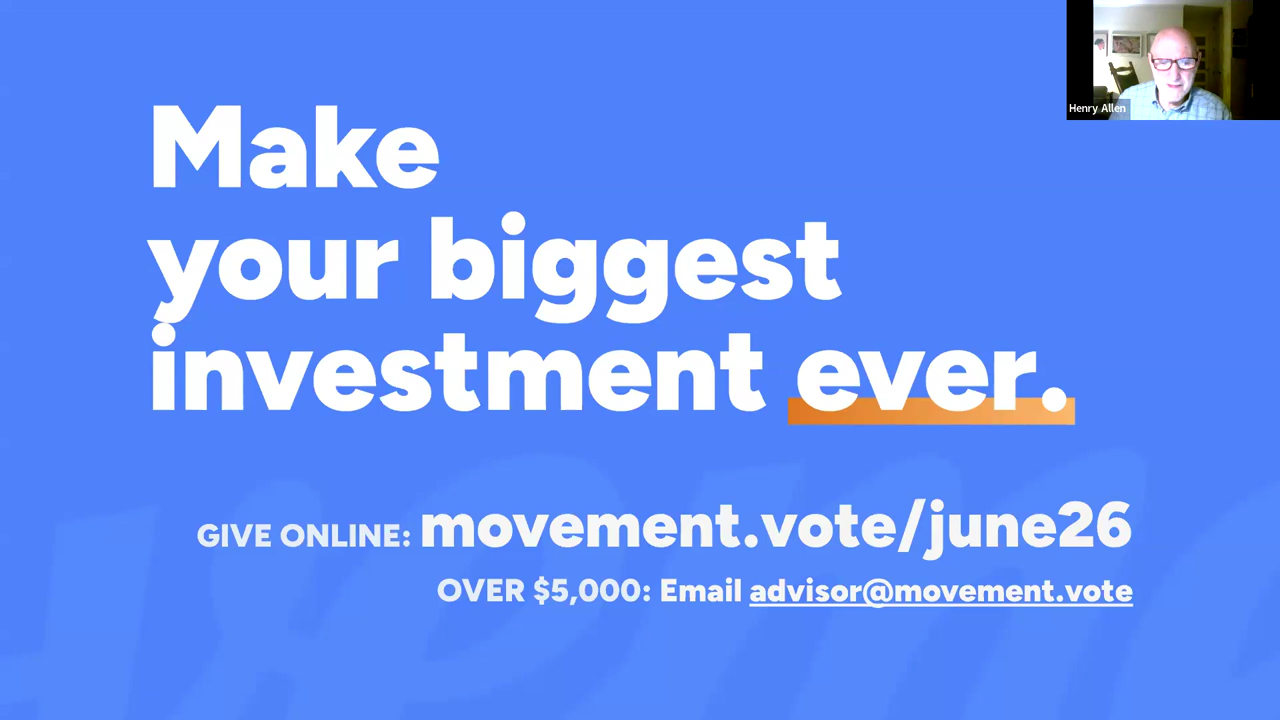 Henry Allen
Make
your biggest
investment ever.
GIVE ONLINE: movement.vote/june26
OVER $5,000: Email advisor@movement.vote